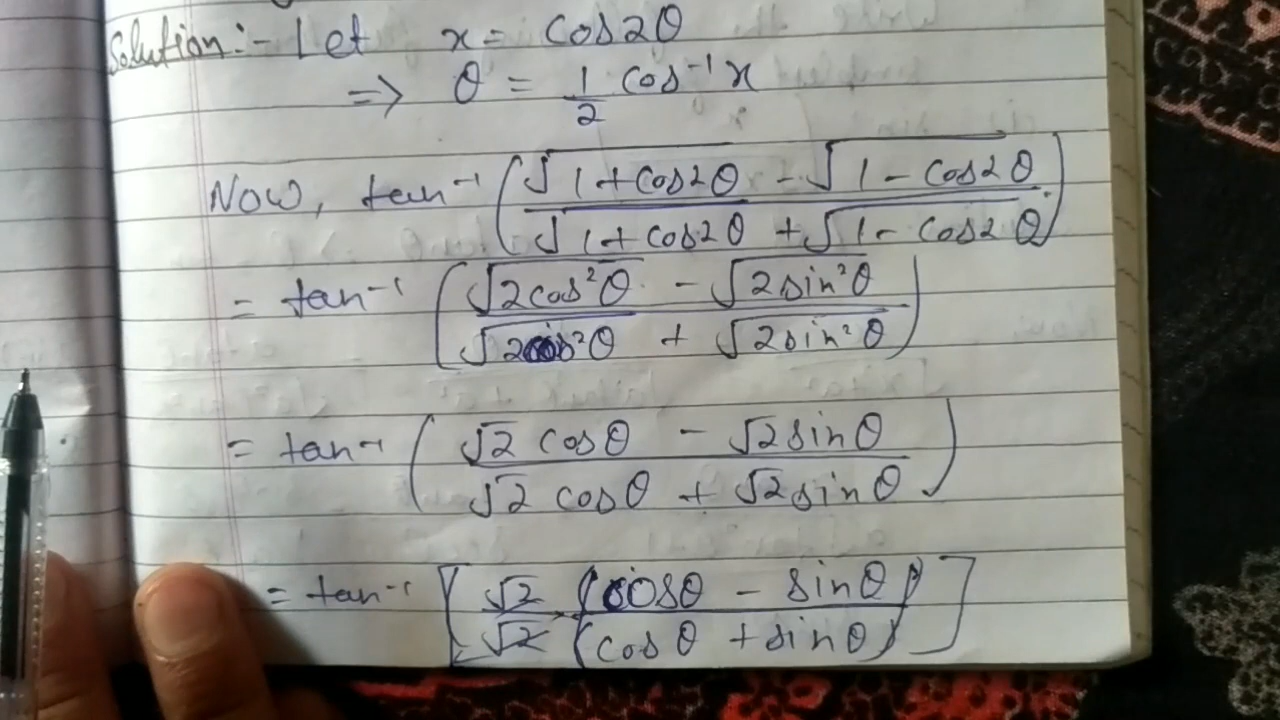 Solution :- Let x = cos2θ
=> θ = 1/2 cos⁻¹x
Now, tan⁻¹ (√(1+cos2θ) - √(1-cos2θ) / √(1+cos2θ) + √(1-cos2θ))
= tan⁻¹ (√(2cos²θ) - √(2sin²θ) / √(2cos²θ) + √(2sin²θ))
= tan⁻¹ (√2 cosθ - √2 sinθ / √2 cosθ + √2 sinθ)
= tan⁻¹ [√2 (cosθ - sinθ) / √2 (cosθ + sinθ)]